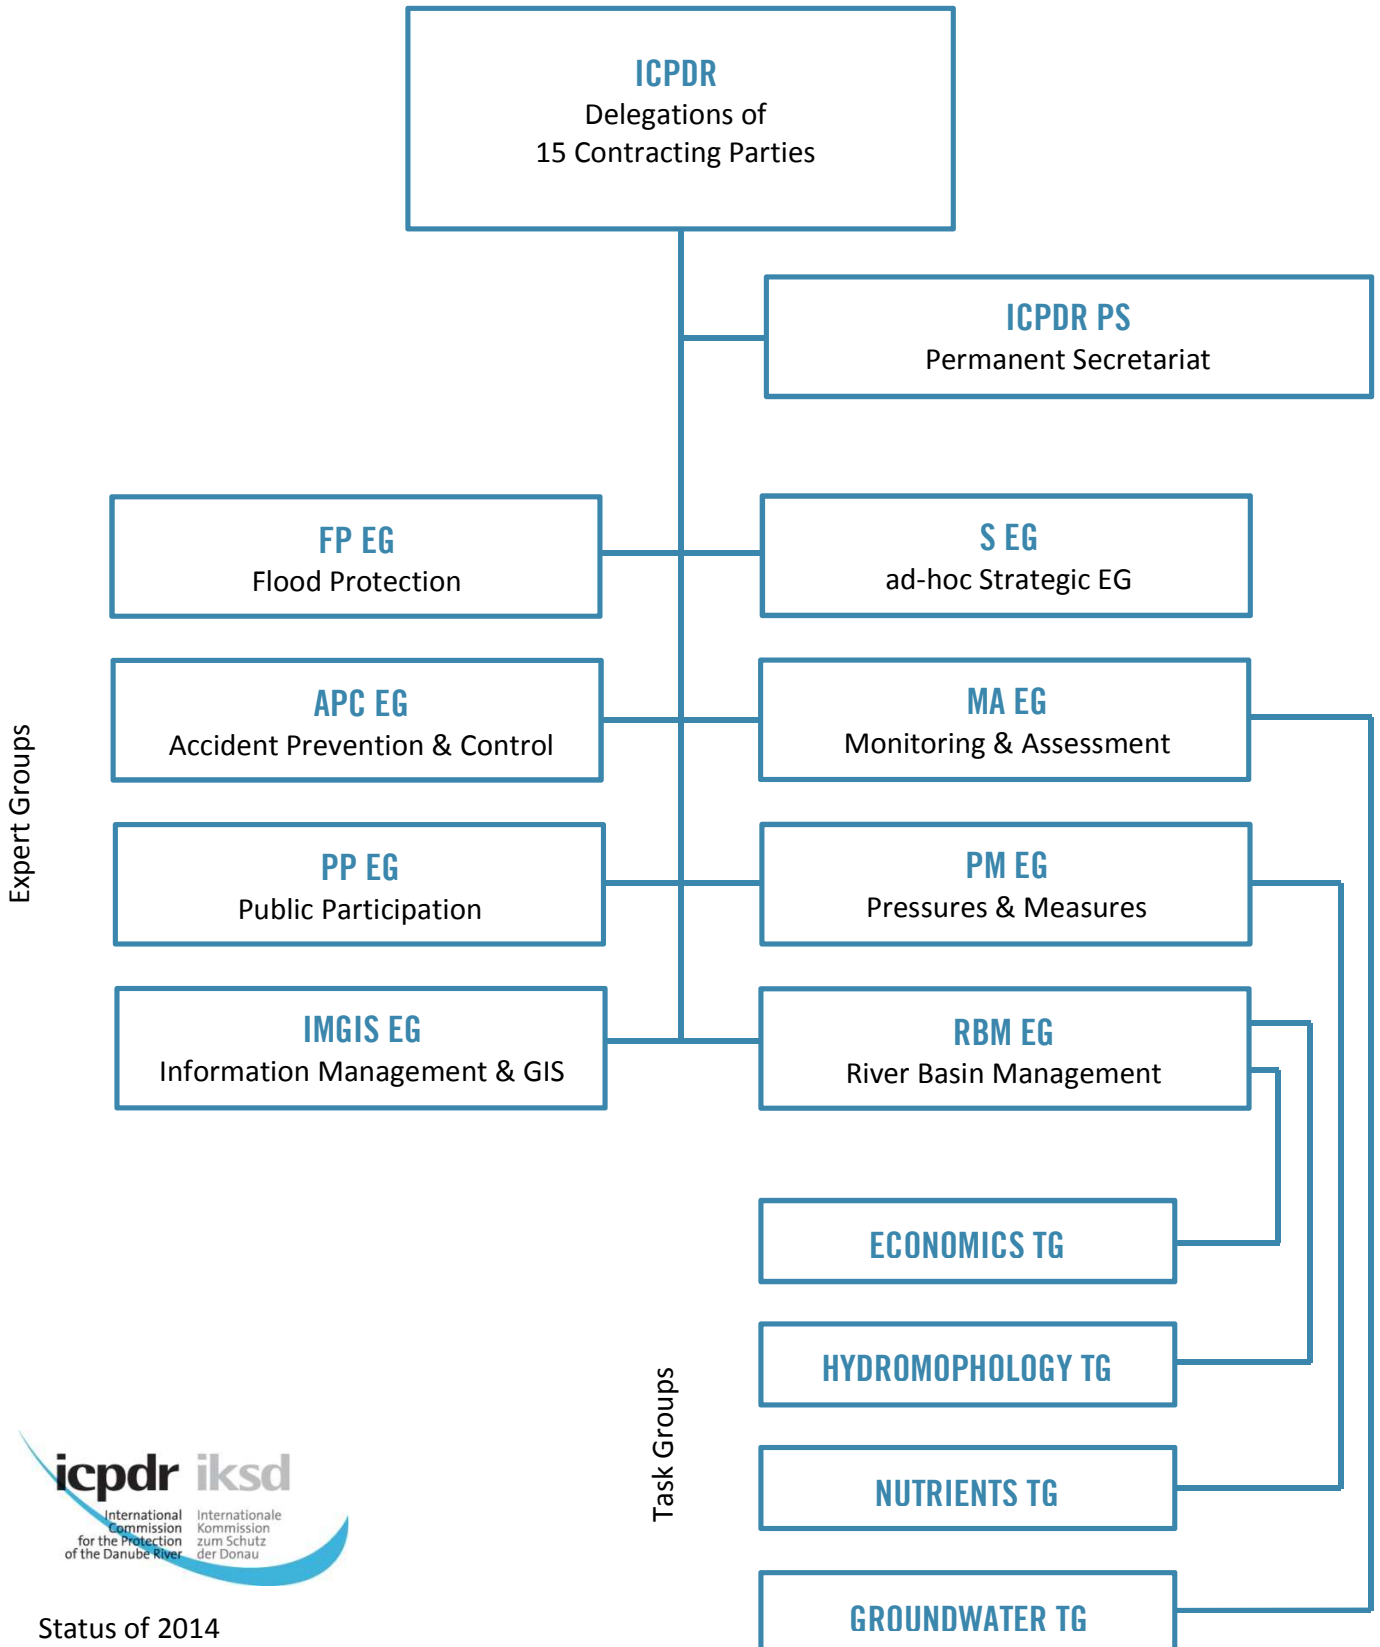 ICPDR
Delegations of
15 Contracting Parties
ICPDR PS
Permanent Secretariat
Expert Groups
FP EG
Flood Protection
S EG
ad-hoc Strategic EG
APC EG
Accident Prevention & Control
MA EG
Monitoring & Assessment
PP EG
Public Participation
PM EG
Pressures & Measures
IMGIS EG
Information Management & GIS
RBM EG
River Basin Management
Task Groups
ECONOMICS TG
HYDROMOPHOLOGY TG
NUTRIENTS TG
GROUNDWATER TG
icpdr iksd
International
Commission
for the Protection
of the Danube River
Internationale
Kommission
zum Schutz
der Donau
Status of 2014